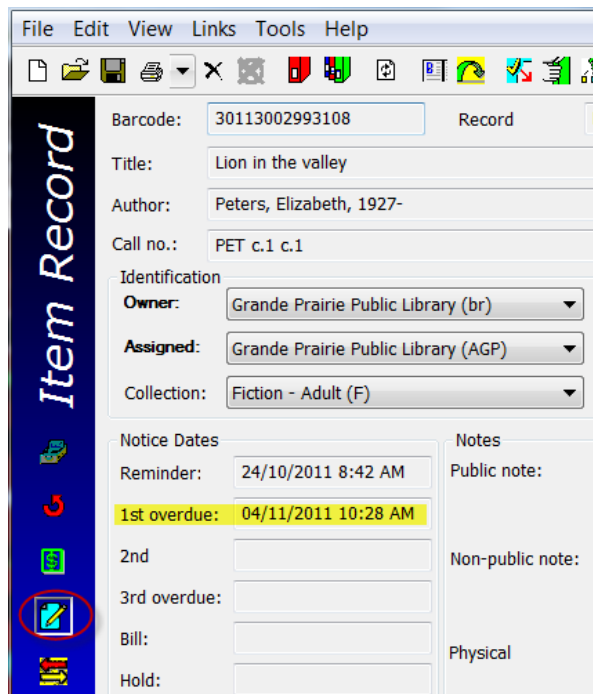 File Edit View Links Tools Help
Item Record
Barcode: 30113002993108 Record
Title: Lion in the valley
Author: Peters, Elizabeth, 1927-
Call no.: PET c.1 c.1
Identification
Owner: Grande Prairie Public Library (br)
Assigned: Grande Prairie Public Library (AGP)
Collection: Fiction - Adult (F)
Notice Dates Notes
Reminder: 24/10/2011 8:42 AM Public note:
1st overdue: 04/11/2011 10:28 AM
2nd Non-public note:
3rd overdue:
Bill: Physical
Hold: